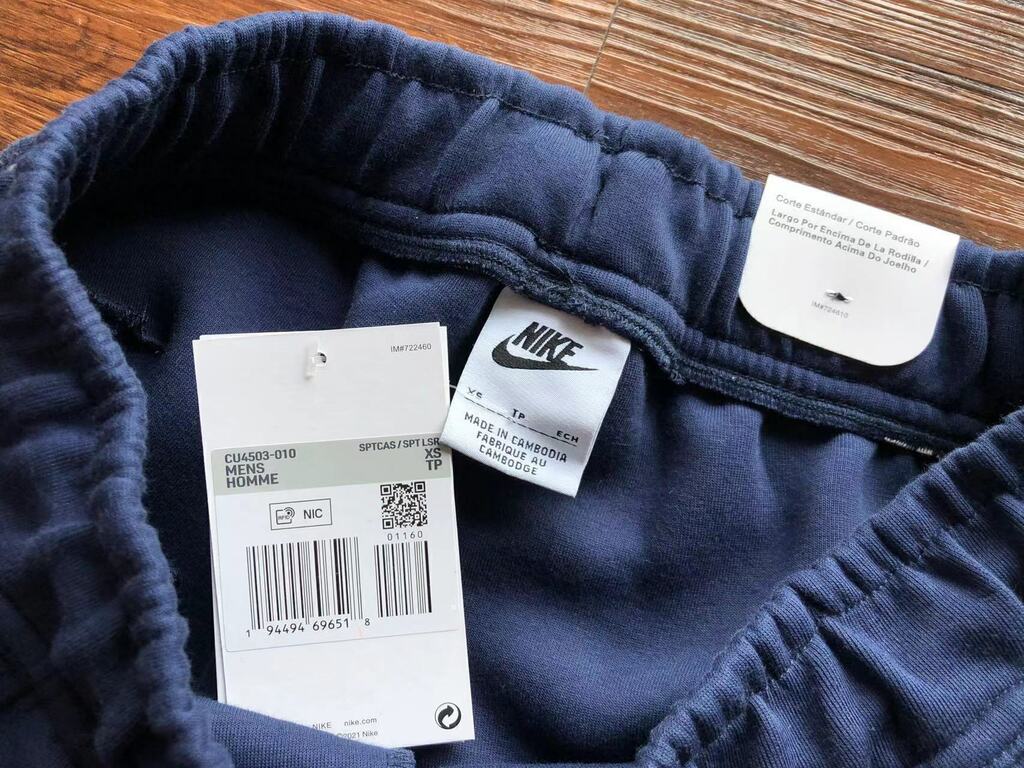 Corte Estándar / Corte Padrão
Largo Por Encima De La Rodilla /
Comprimento Acima Do Joelho
IM#724610
NIKE
XS
TP
ECH
MADE IN CAMBODIA
FABRIQUE AU
CAMBODGE
IM#722460
SPTCAS / SPT LSR
CU4503-010
XS
MENS
TP
HOMME
NIC
01160
1 94494 69651 8
NIKE nike.com
©2021 Nike